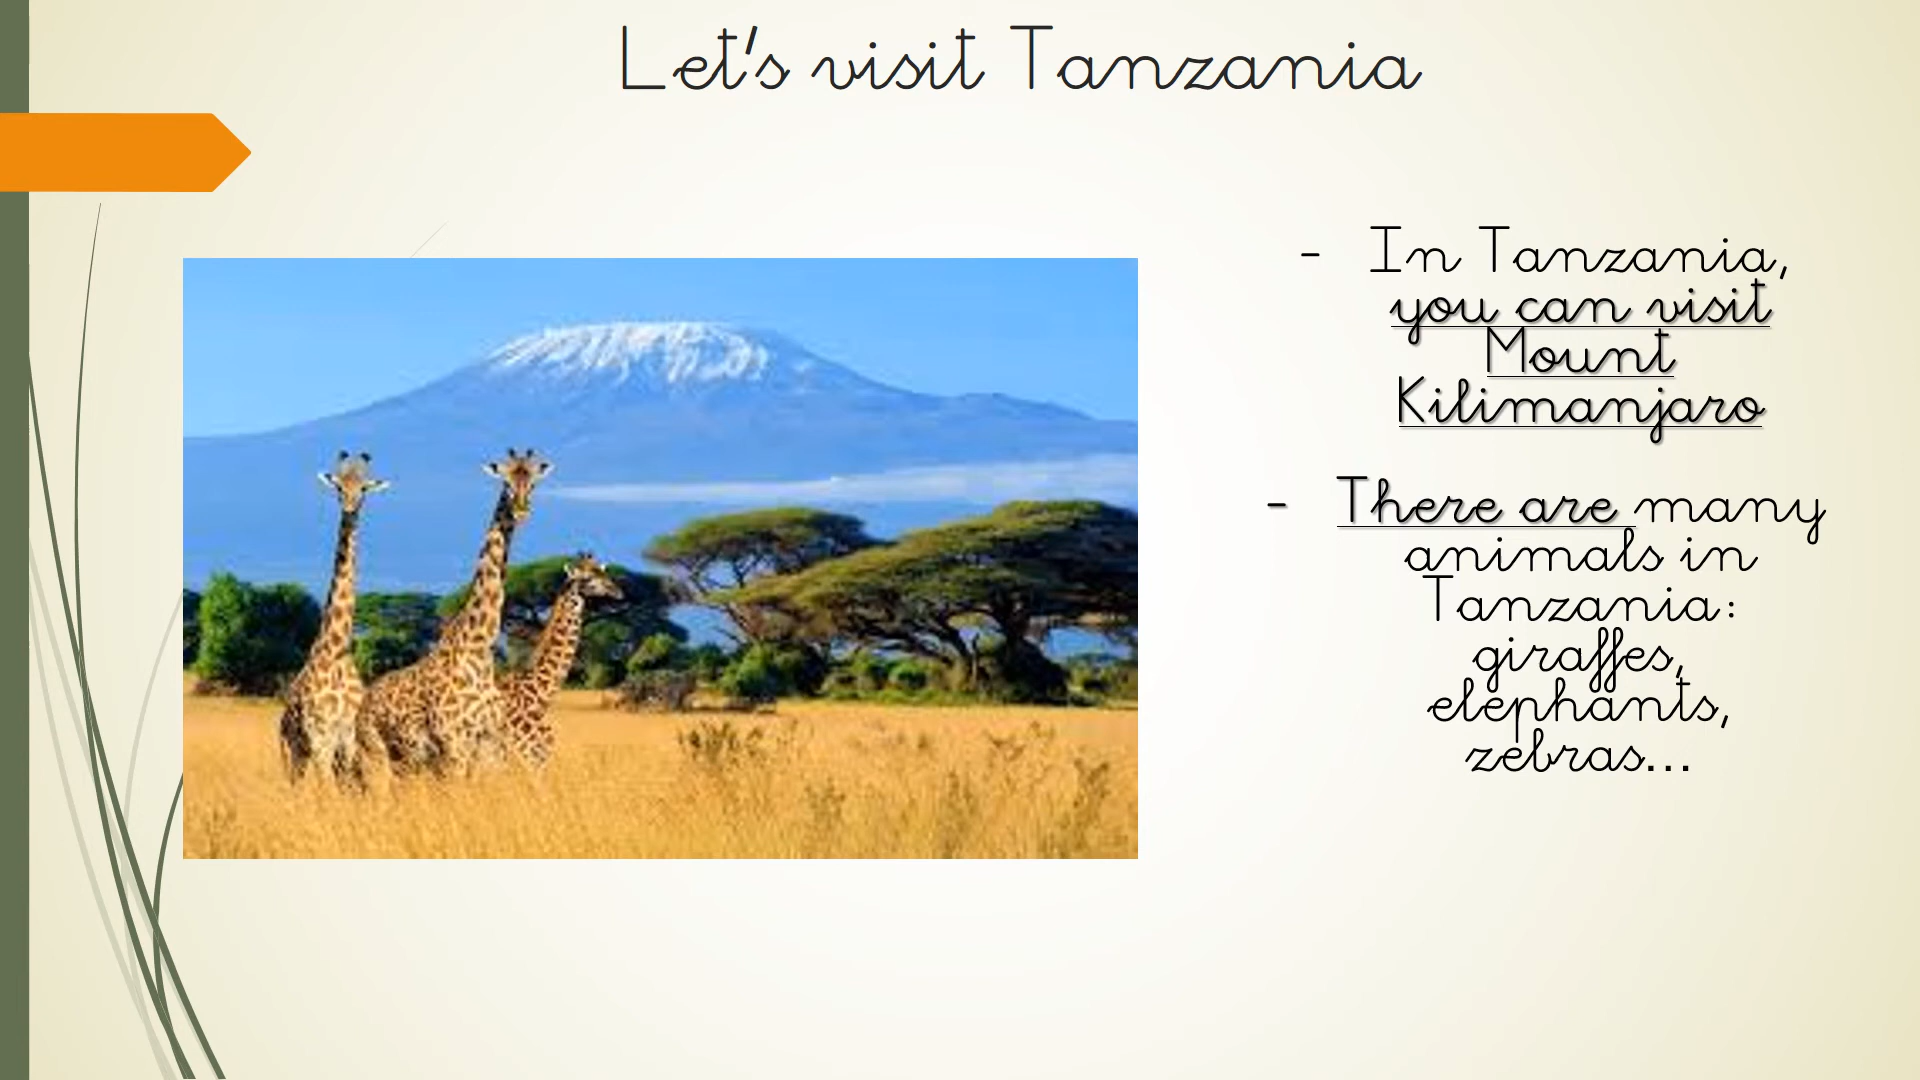 Let's visit Tanzania
- In Tanzania,
you can visit
Mount
Kilimanjaro
- There are many
animals in
Tanzania:
giraffes,
elephants,
zebras...